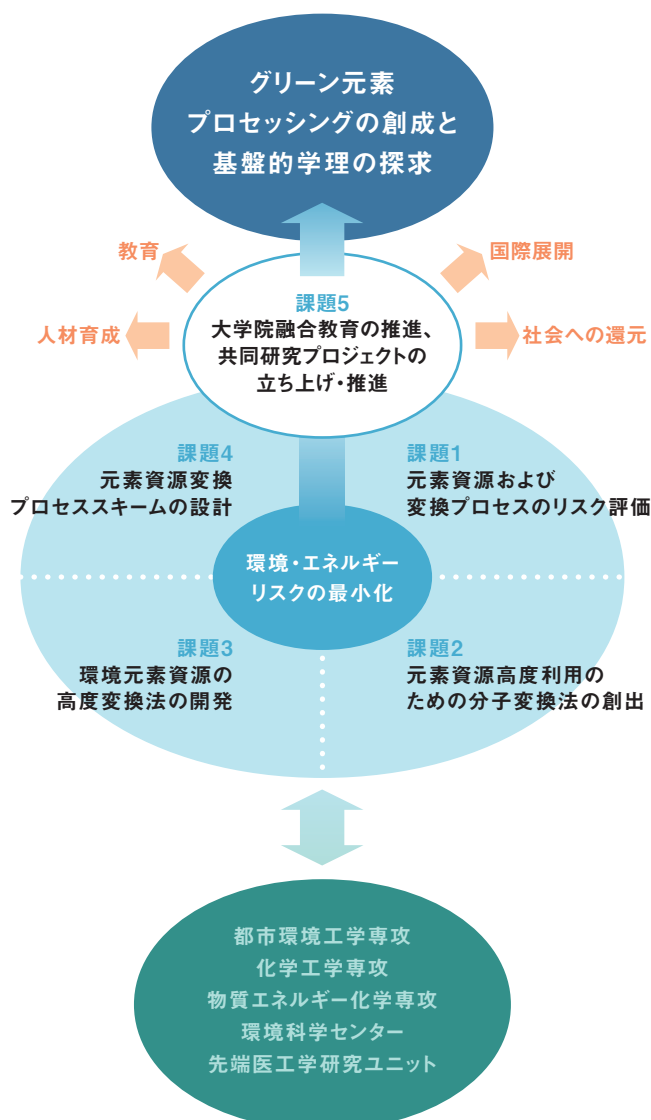 グリーン元素
プロセッシングの創成と
基盤的学理の探求
教育
国際展開
人材育成
社会への還元
課題5
大学院融合教育の推進、
共同研究プロジェクトの
立ち上げ・推進
課題4
元素資源変換
プロセススキームの設計
課題1
元素資源および
変換プロセスのリスク評価
環境・エネルギー
リスクの最小化
課題3
環境元素資源の
高度変換法の開発
課題2
元素資源高度利用の
ための分子変換法の創出
都市環境工学専攻
化学工学専攻
物質エネルギー化学専攻
環境科学センター
先端医工学研究ユニット